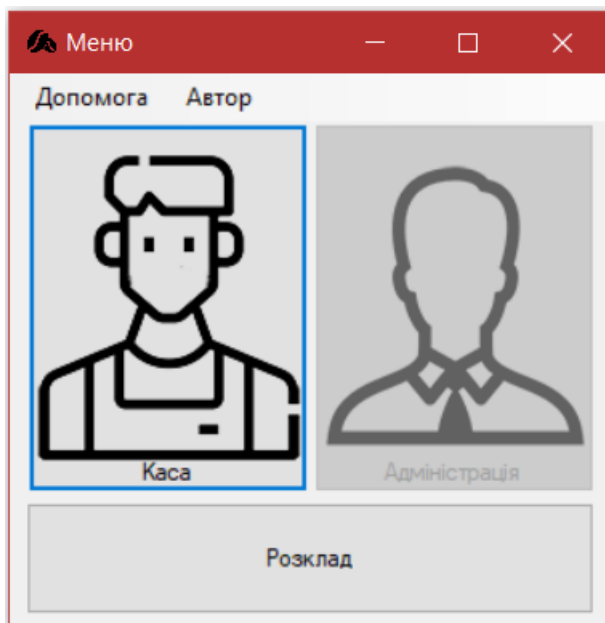 Меню
Допомога Автор
Каса
Адміністрація
Розклад